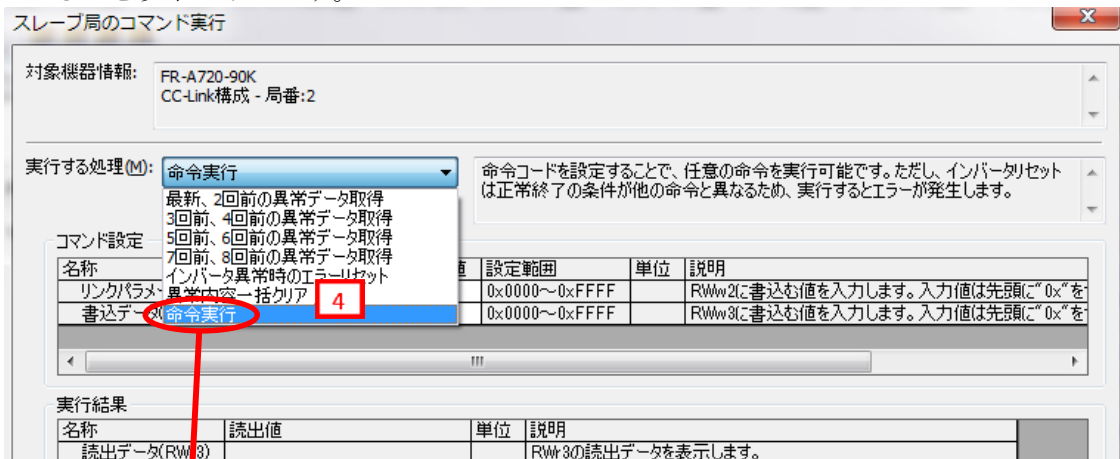 スレーブ局のコマンド実行
対象機器情報:
FR-A720-90K
CC-Link構成 - 局番:2
実行する処理(M): 命令実行
命令コードを設定することで、任意の命令を実行可能です。ただし、インバータリセット
は正常終了の条件が他の命令と異なるため、実行するとエラーが発生します。
最新、2回前の異常データ取得
3回前、4回前の異常データ取得
5回前、6回前の異常データ取得
7回前、8回前の異常データ取得
インバータ異常時のエラーリセット
異常内容一括クリア
命令実行
4
コマンド設定
名称 設定範囲 単位 説明
リンクパラメ 0x0000～0xFFFF RWw2に書込む値を入力します。入力値は先頭に"0x"を
書込データ 0x0000～0xFFFF RWw3に書込む値を入力します。入力値は先頭に"0x"を
実行結果
名称 読出値 単位 説明
読出データ(RWr3) RWr3の読出データを表示します。